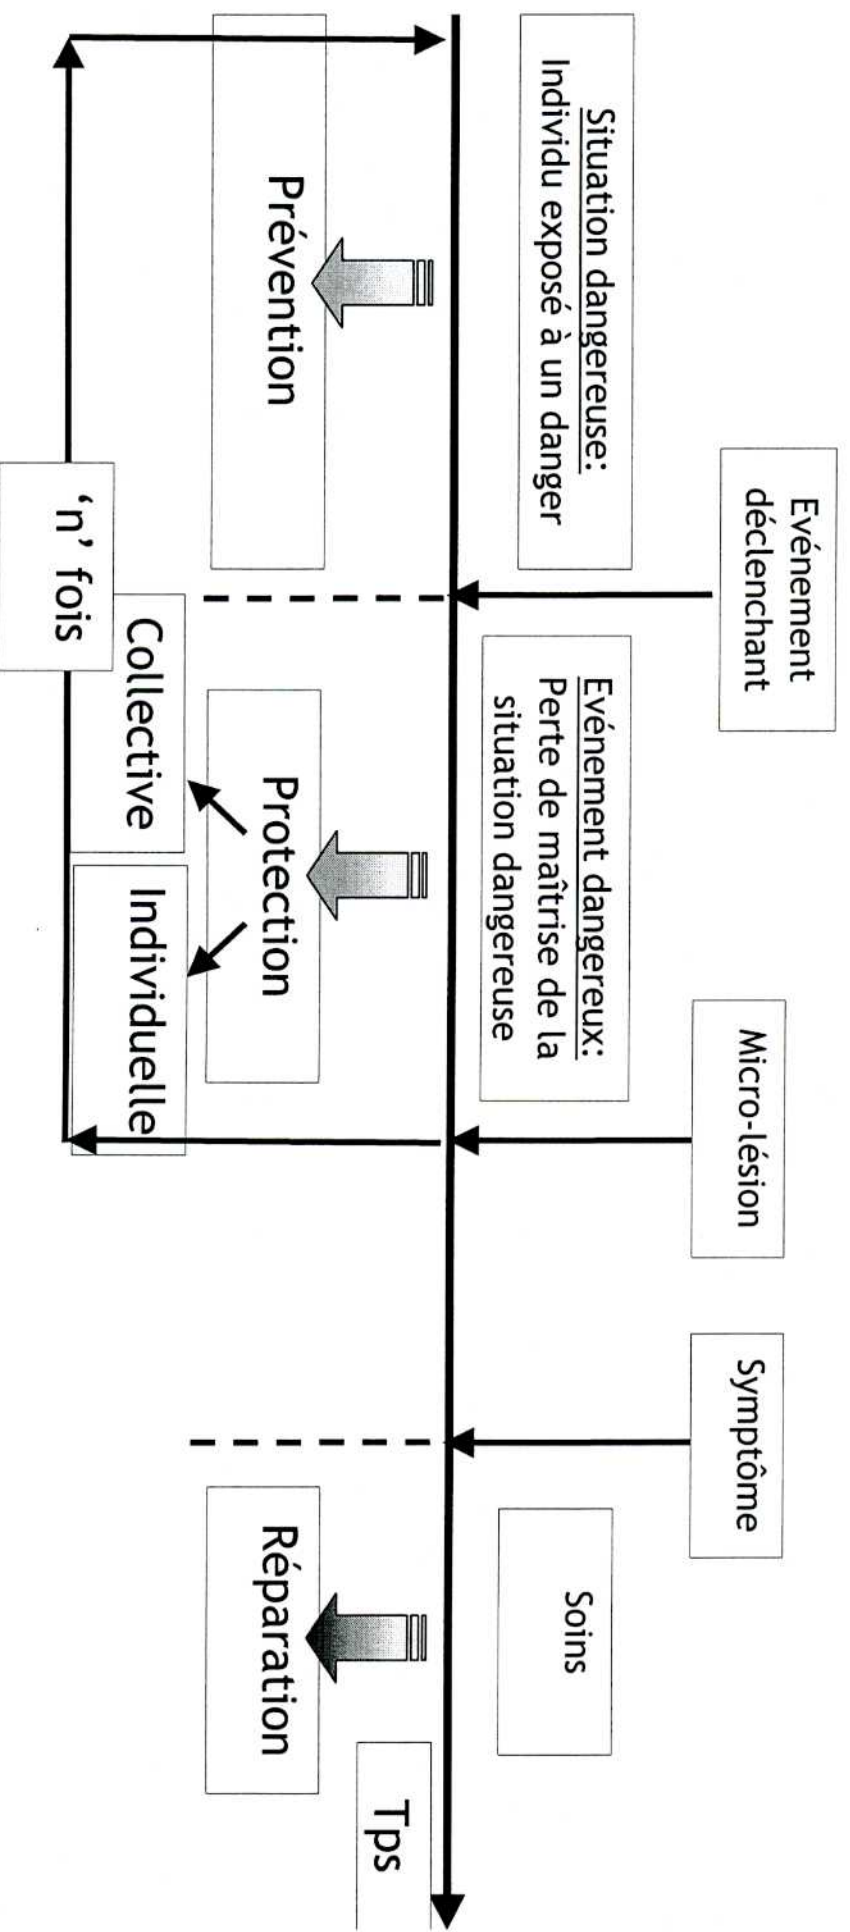 Evénement
déclenchant
Micro-lésion
Symptôme
Situation dangereuse:
Individu exposé à un danger
Evénement dangereux:
Perte de maîtrise de la
situation dangereuse
Soins
Tps
Prévention
Protection
Réparation
Collective
Individuelle
‘n’ fois